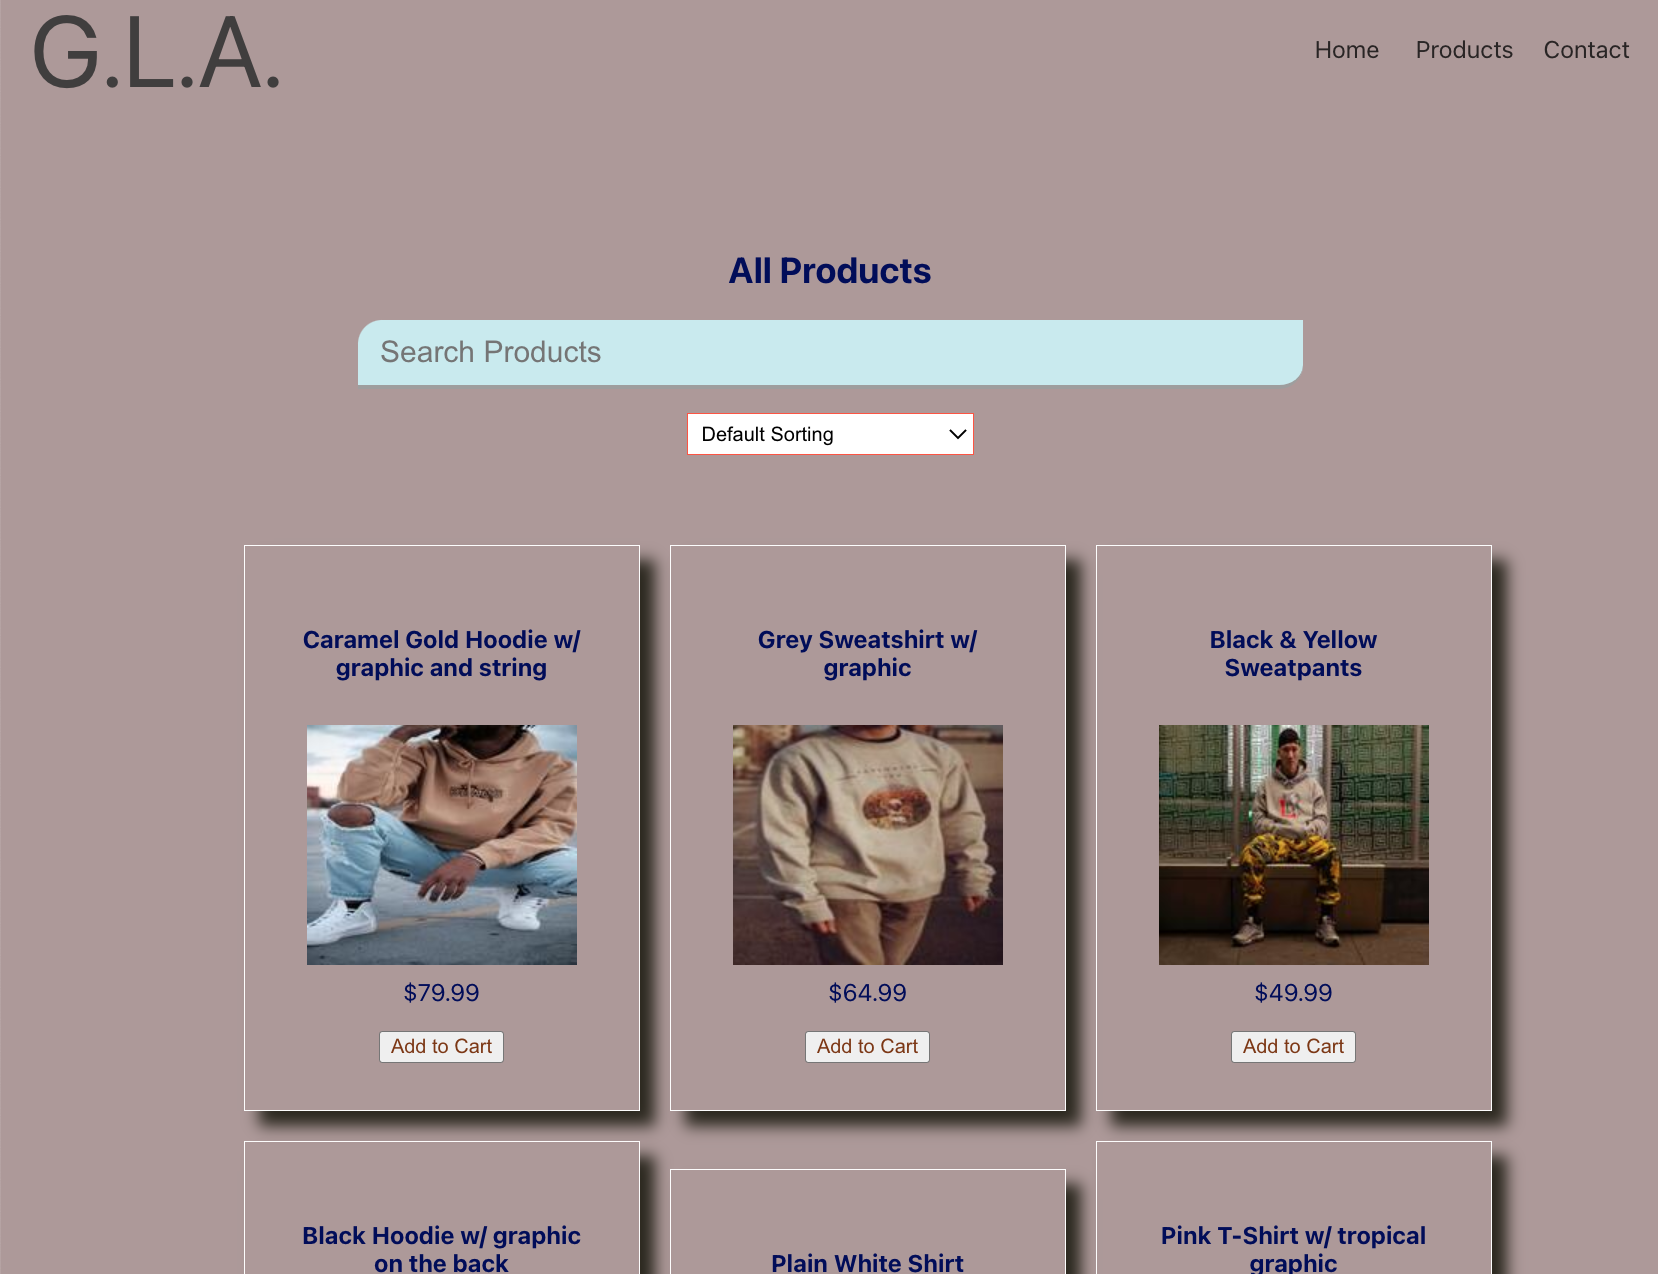 G.L.A.
Home Products Contact
All Products
Search Products
Default Sorting
Caramel Gold Hoodie w/
graphic and string
$79.99
Add to Cart
Grey Sweatshirt w/
graphic
$64.99
Add to Cart
Black & Yellow
Sweatpants
$49.99
Add to Cart
Black Hoodie w/ graphic
on the back
Plain White Shirt
Pink T-Shirt w/ tropical
graphic